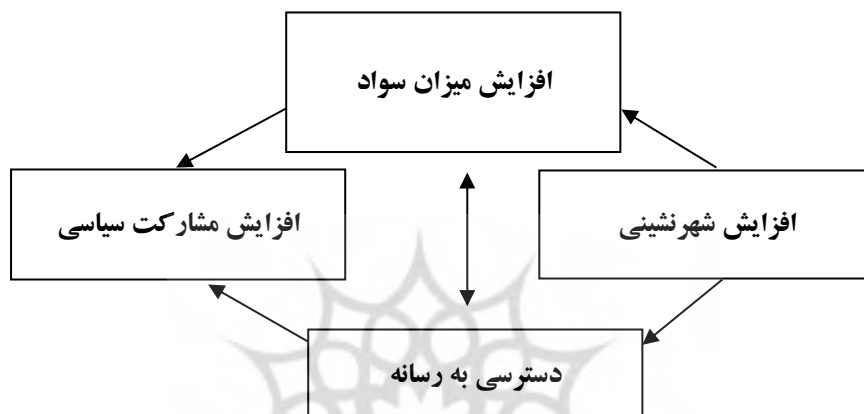 افزایش میزان سواد
افزایش شهرنشینی
افزایش مشارکت سیاسی
دسترسی به رسانه